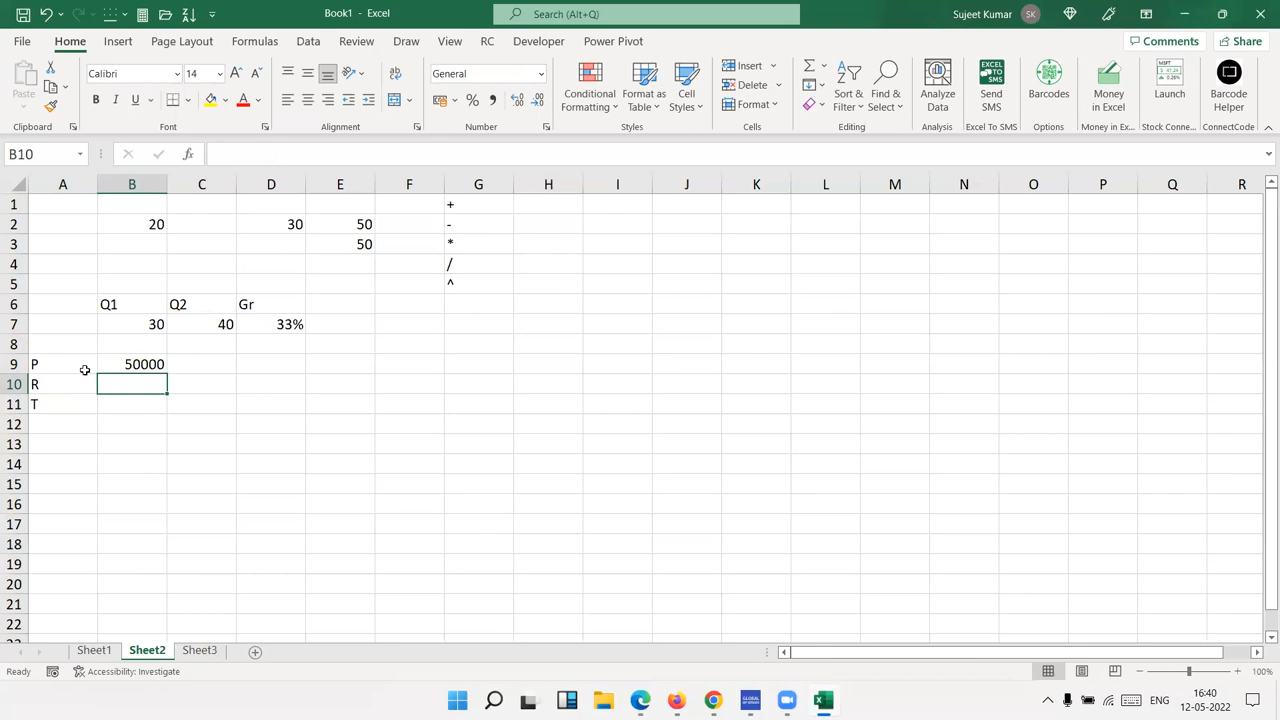 Book1 - Excel
Search (Alt+Q)
Sujeet Kumar
SK
File Home Insert Page Layout Formulas Data Review Draw View RC Developer Help Power Pivot
Comments
Share
Paste
Calibri
14
B I U
General
Conditional Formatting
Format as Table
Cell Styles
Insert
Delete
Format
Sort & Filter
Find & Select
Analyze Data
Send SMS
Barcodes
Money in Excel
Launch
Barcode Helper
Clipboard Font Alignment Number Styles Cells Editing Analysis Excel To SMS Options Money in Ex... Stock Conne... ConnectCode
B10
fx
A B C D E F G H I J K L M N O P Q R
1 +
2 20 30 50 -
3 50 *
4 /
5 ^
6 Q1 Q2 Gr
7 30 40 33%
8
9 P 50000
10 R
11 T
12
13
14
15
16
17
18
19
20
21
22
23
Sheet1 Sheet2 Sheet3
Ready
Accessibility: Investigate
100%
ENG
16:40
12-05-2022